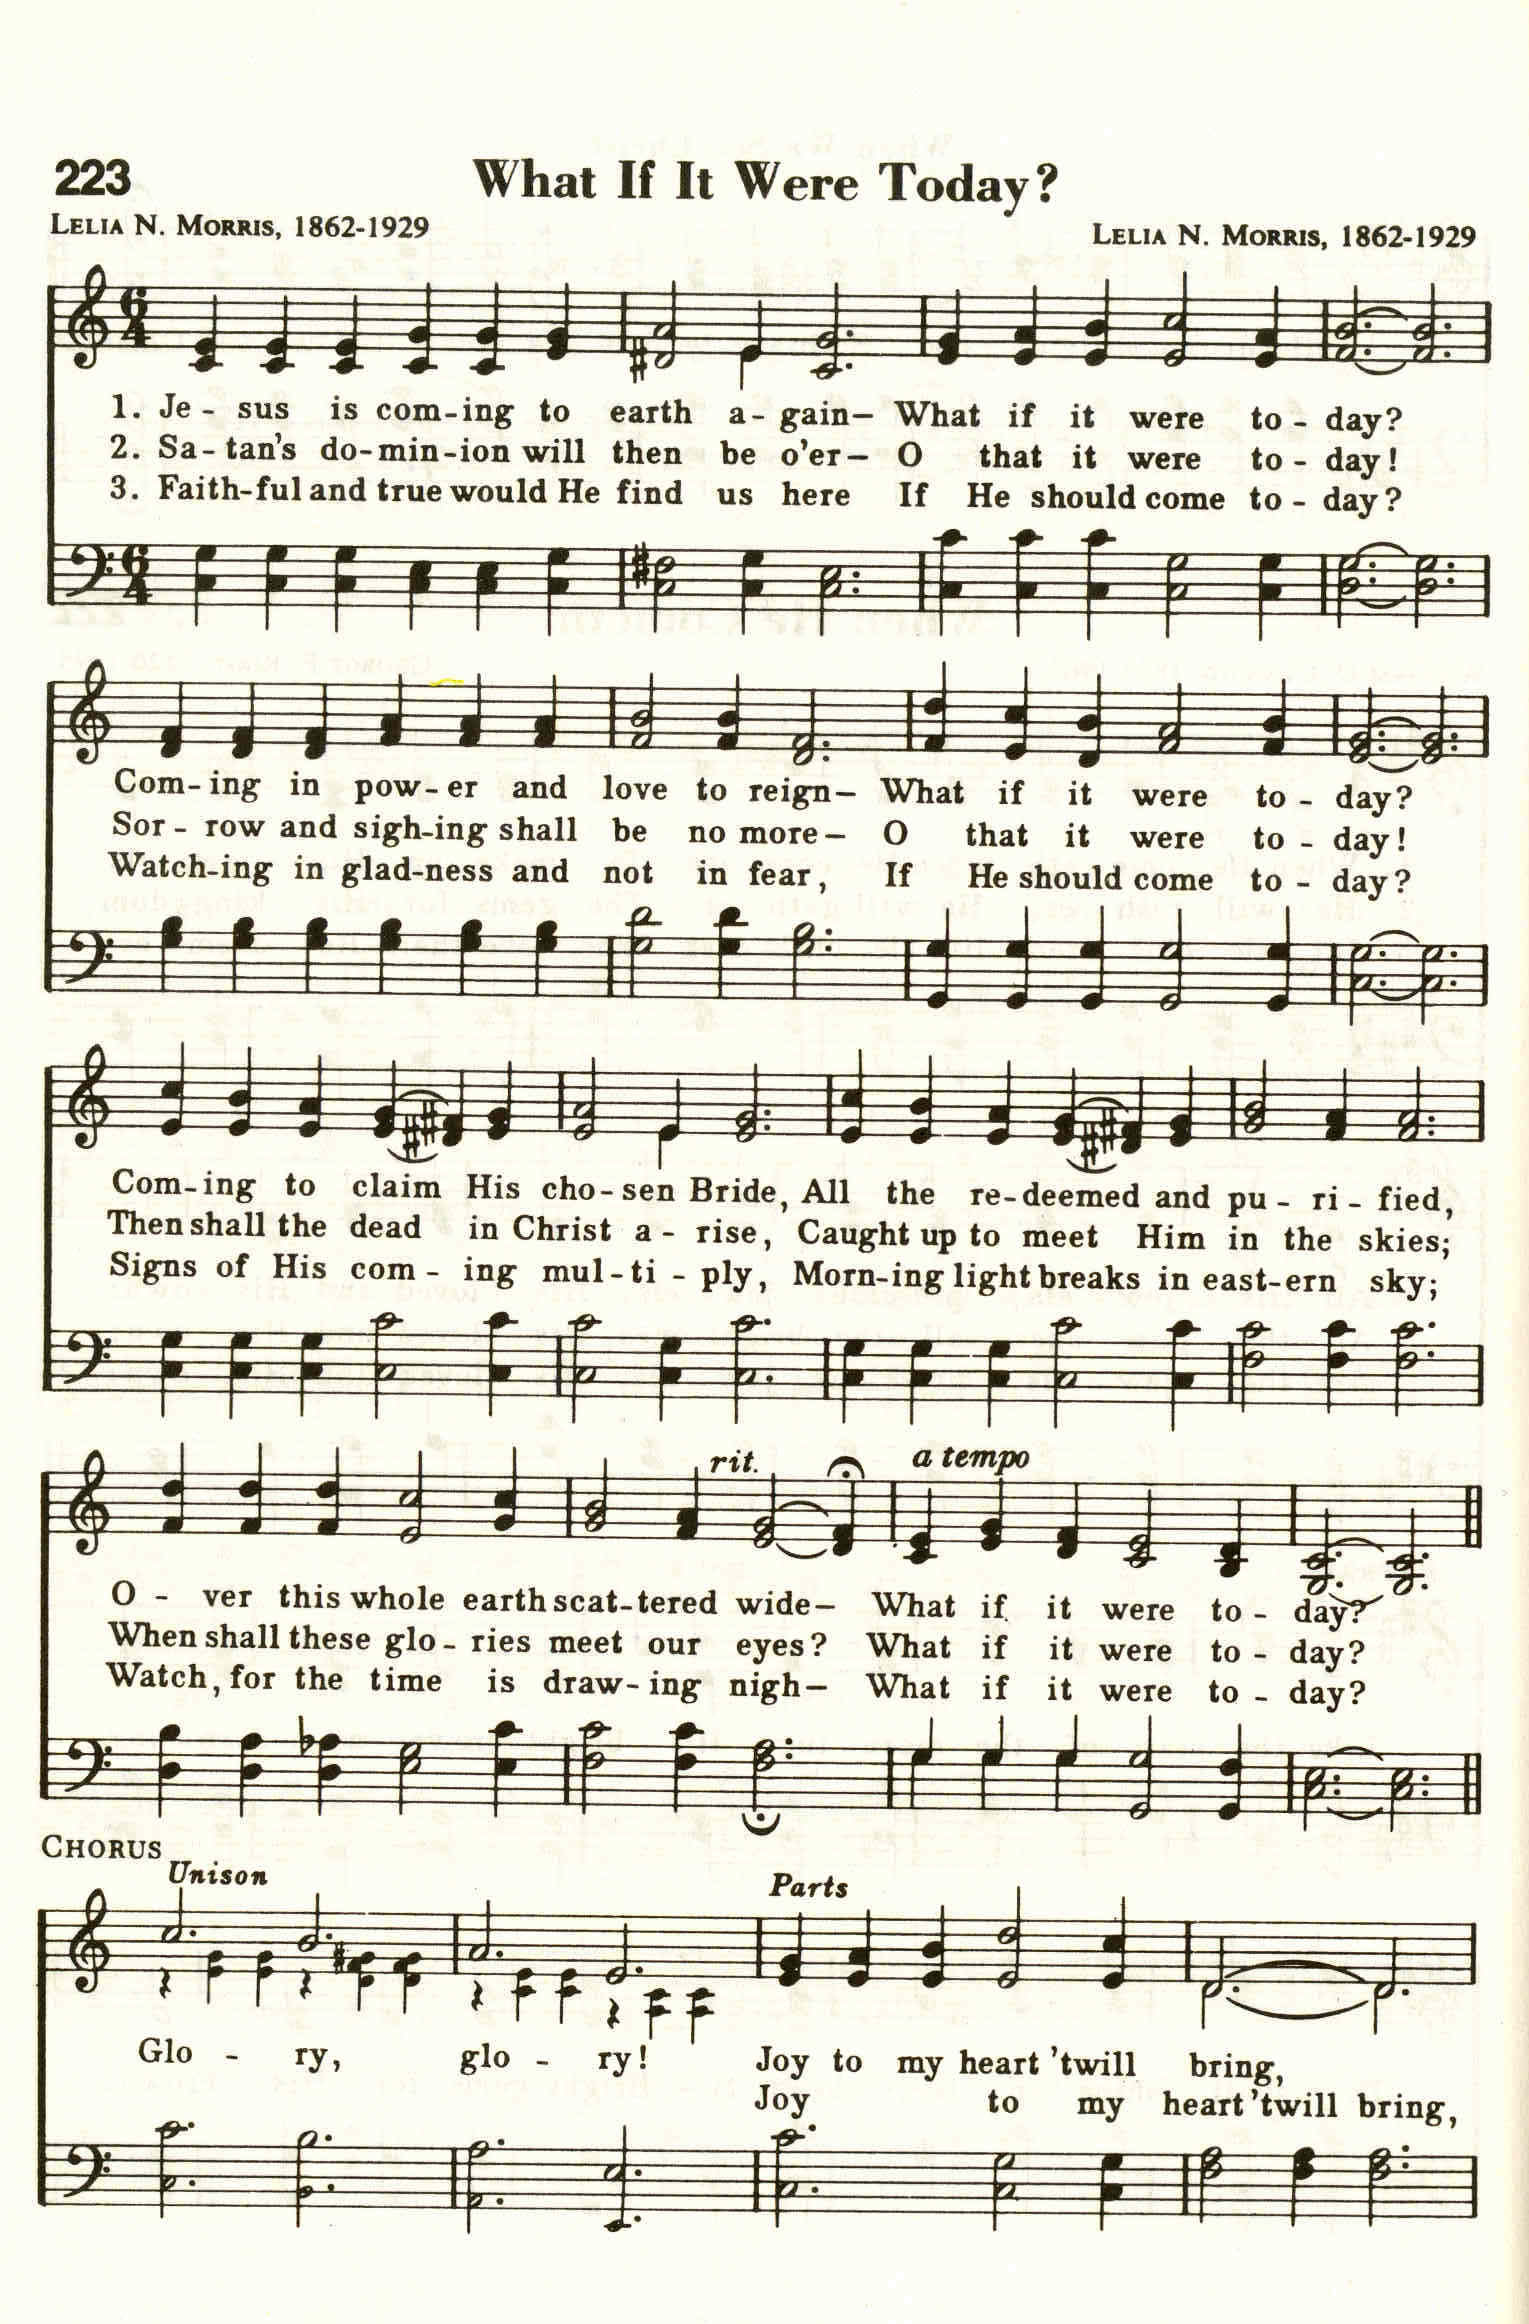 223 What If It Were Today?
LELIA N. MORRIS, 1862-1929 LELIA N. MORRIS, 1862-1929
1. Je - sus is com-ing to earth a - gain— What if it were to - day?
2. Sa - tan's do-min-ion will then be o'er— O that it were to - day!
3. Faith-ful and true would He find us here If He should come to - day?
Com-ing in pow-er and love to reign— What if it were to - day?
Sor - row and sigh-ing shall be no more— O that it were to - day!
Watch-ing in glad-ness and not in fear, If He should come to - day?
Com-ing to claim His cho-sen Bride, All the re-deemed and pu - ri - fied,
Then shall the dead in Christ a - rise, Caught up to meet Him in the skies;
Signs of His com - ing mul-ti - ply, Morn-ing light breaks in east-ern sky;
rit. a tempo
O - ver this whole earth scat-tered wide— What if it were to - day?
When shall these glo - ries meet our eyes? What if it were to - day?
Watch, for the time is draw-ing nigh— What if it were to - day?
CHORUS
Unison Parts
Glo - ry, glo - ry! Joy to my heart 'twill bring,
Joy to my heart 'twill bring,